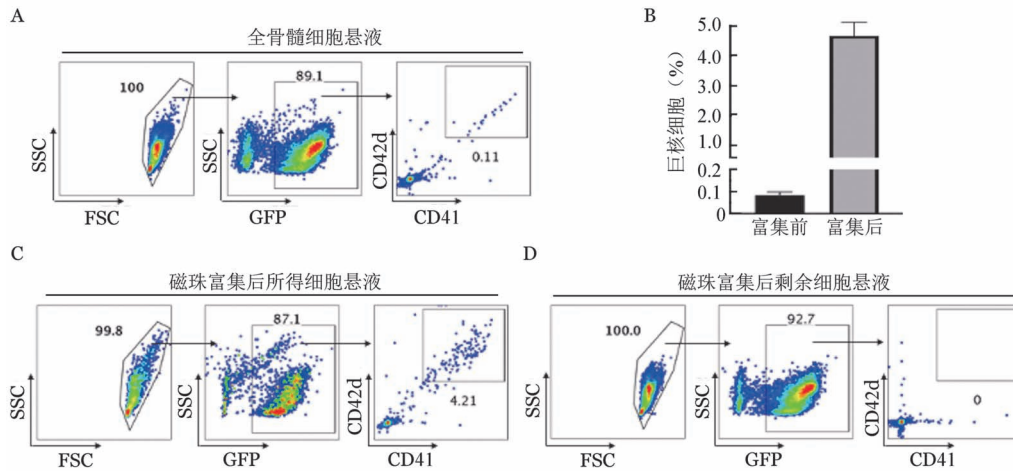 A
全骨髓细胞悬液
100
SSC
FSC
89.1
SSC
GFP
0.11
CD42d
CD41
B
巨核细胞（%）
5.0
4.0
3.0
2.0
1.0
0.2
0.1
0
富集前 富集后
C
磁珠富集后所得细胞悬液
99.8
SSC
FSC
87.1
SSC
GFP
4.21
CD42d
CD41
D
磁珠富集后剩余细胞悬液
100.0
SSC
FSC
92.7
SSC
GFP
0
CD42d
CD41